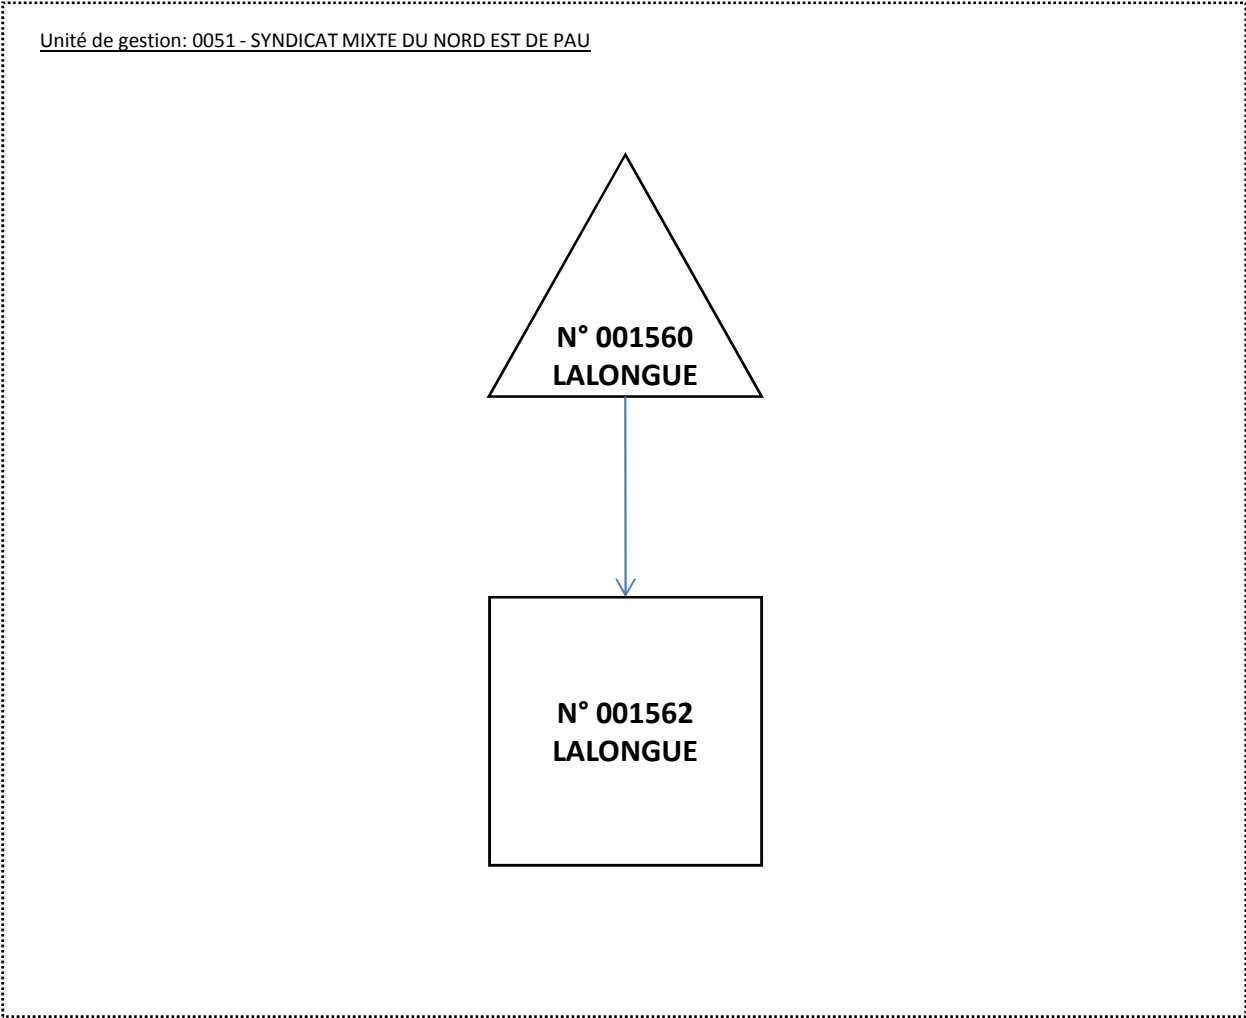 Unité de gestion: 0051 - SYNDICAT MIXTE DU NORD EST DE PAU
N° 001560
LALONGUE
N° 001562
LALONGUE